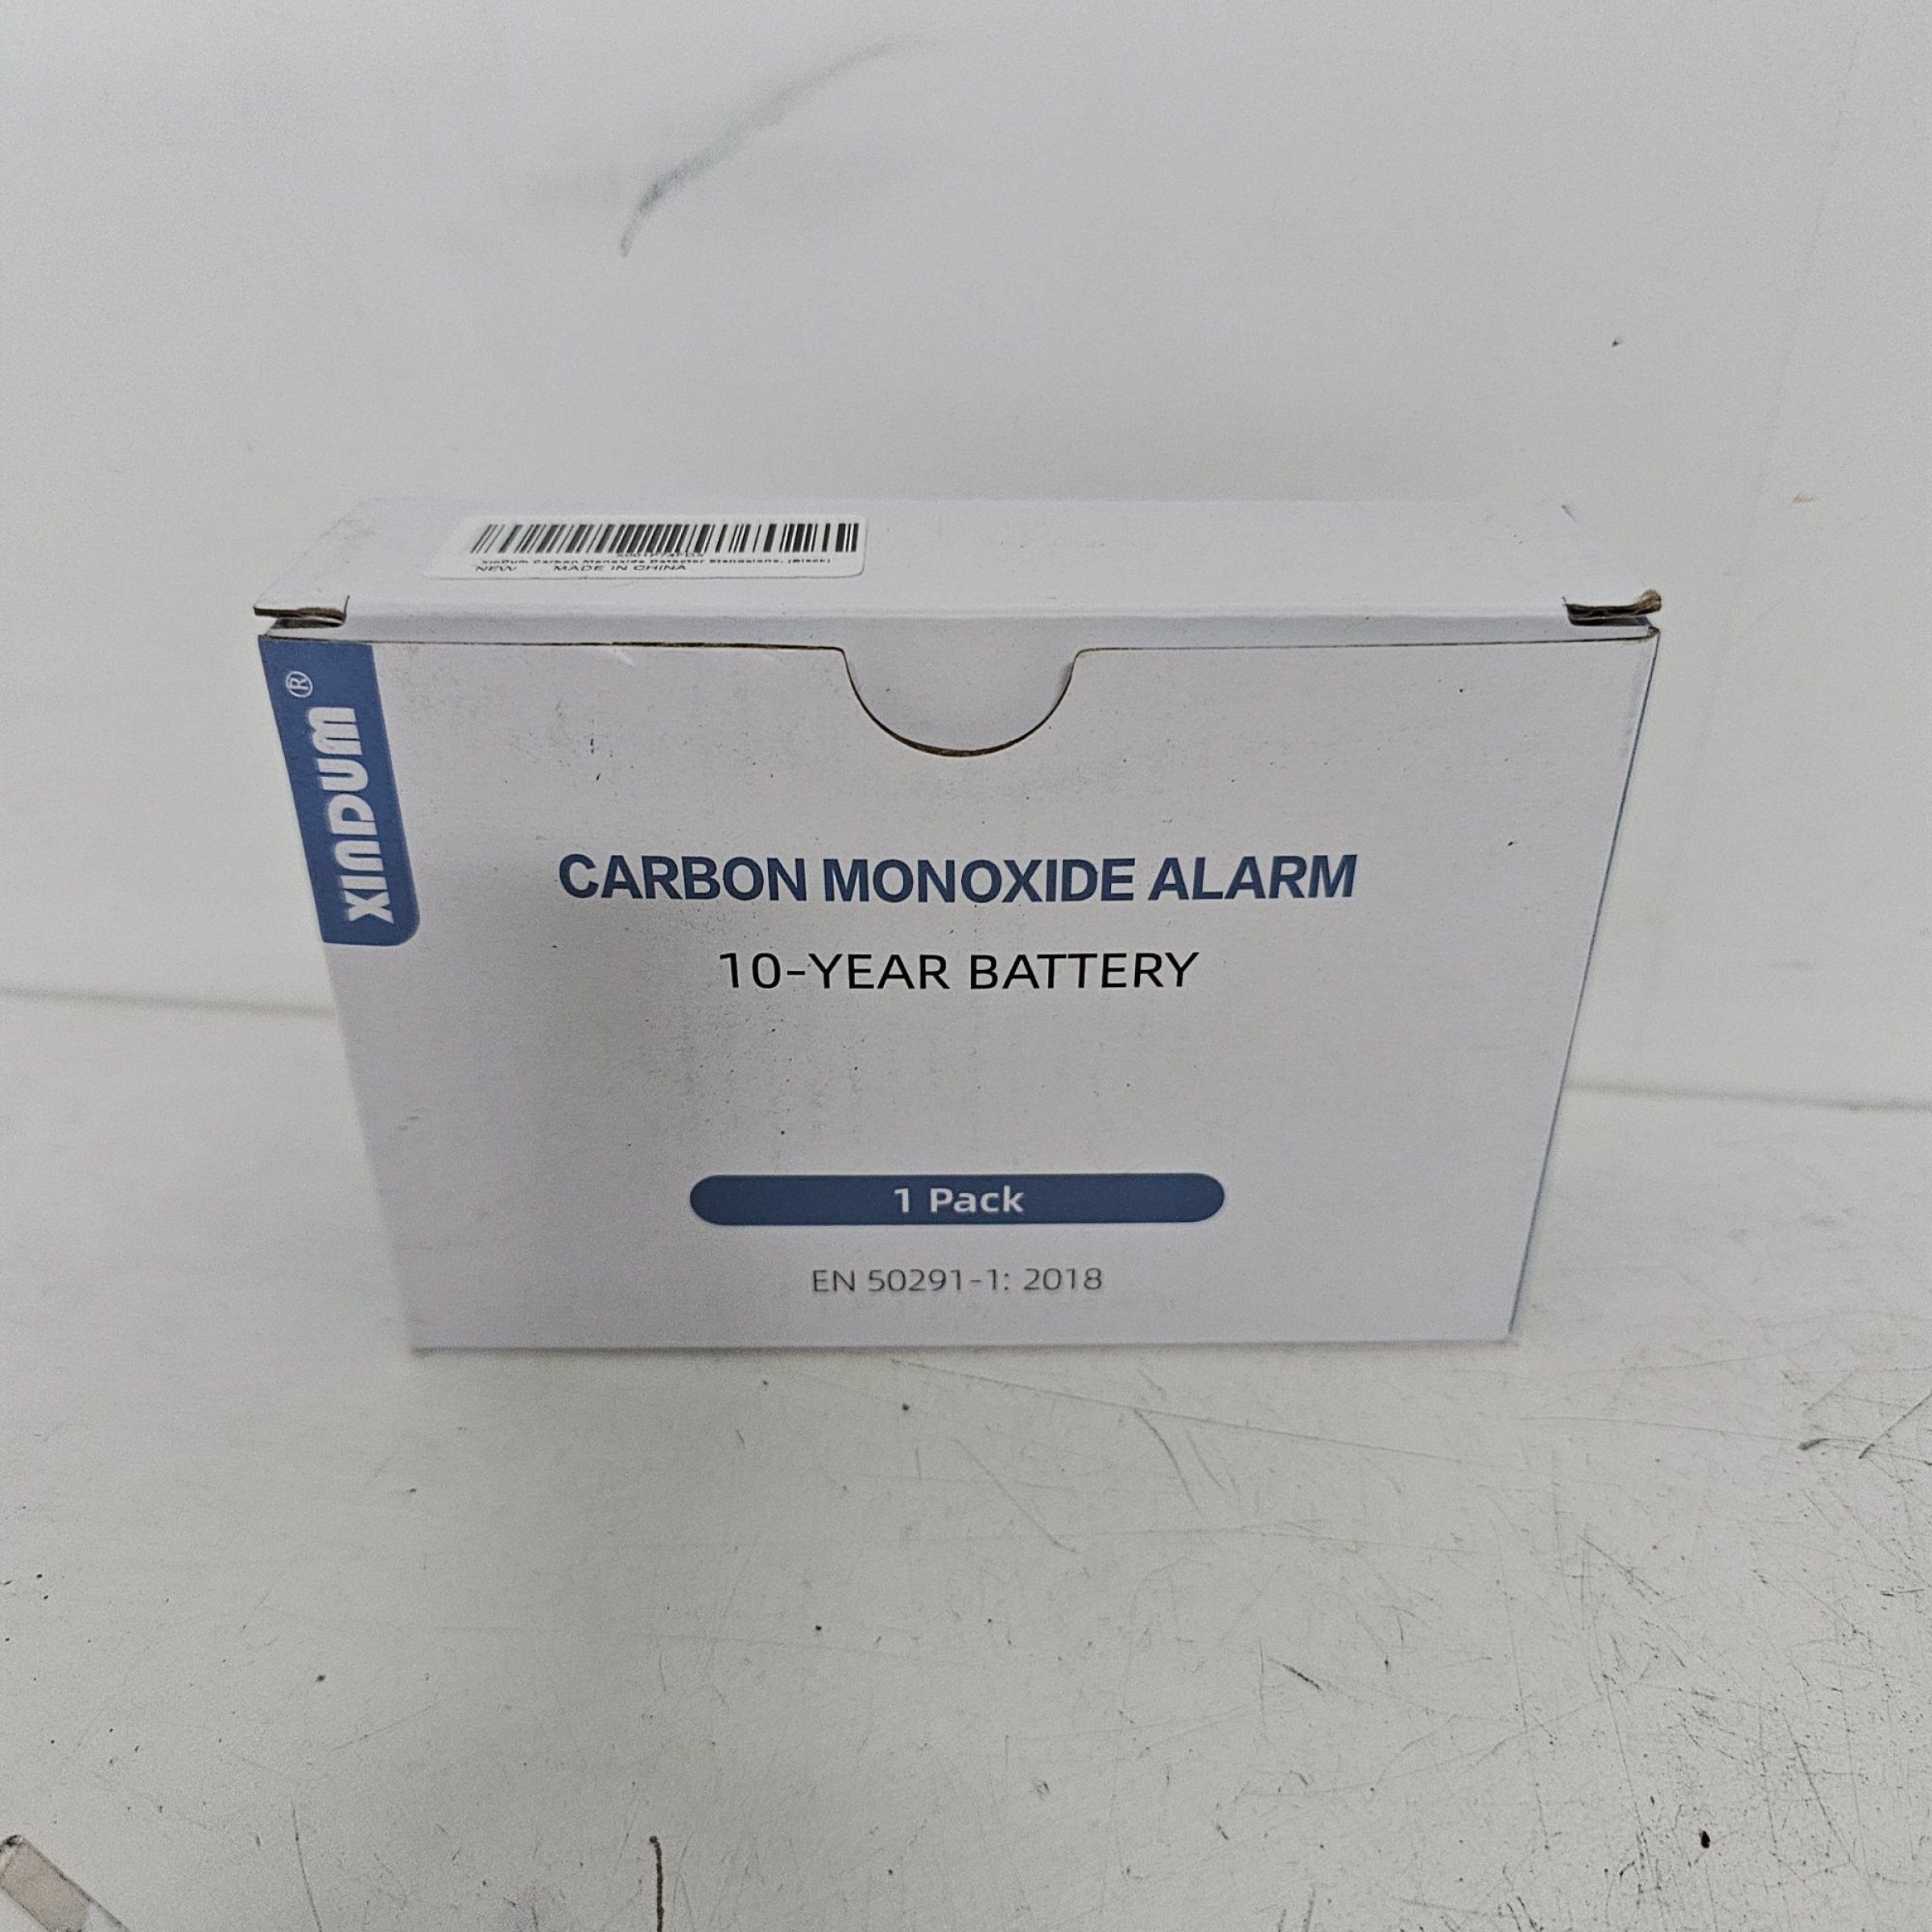 NEW MADE IN CHINA
XINDUM®
CARBON MONOXIDE ALARM
10-YEAR BATTERY
1 Pack
EN 50291-1: 2018